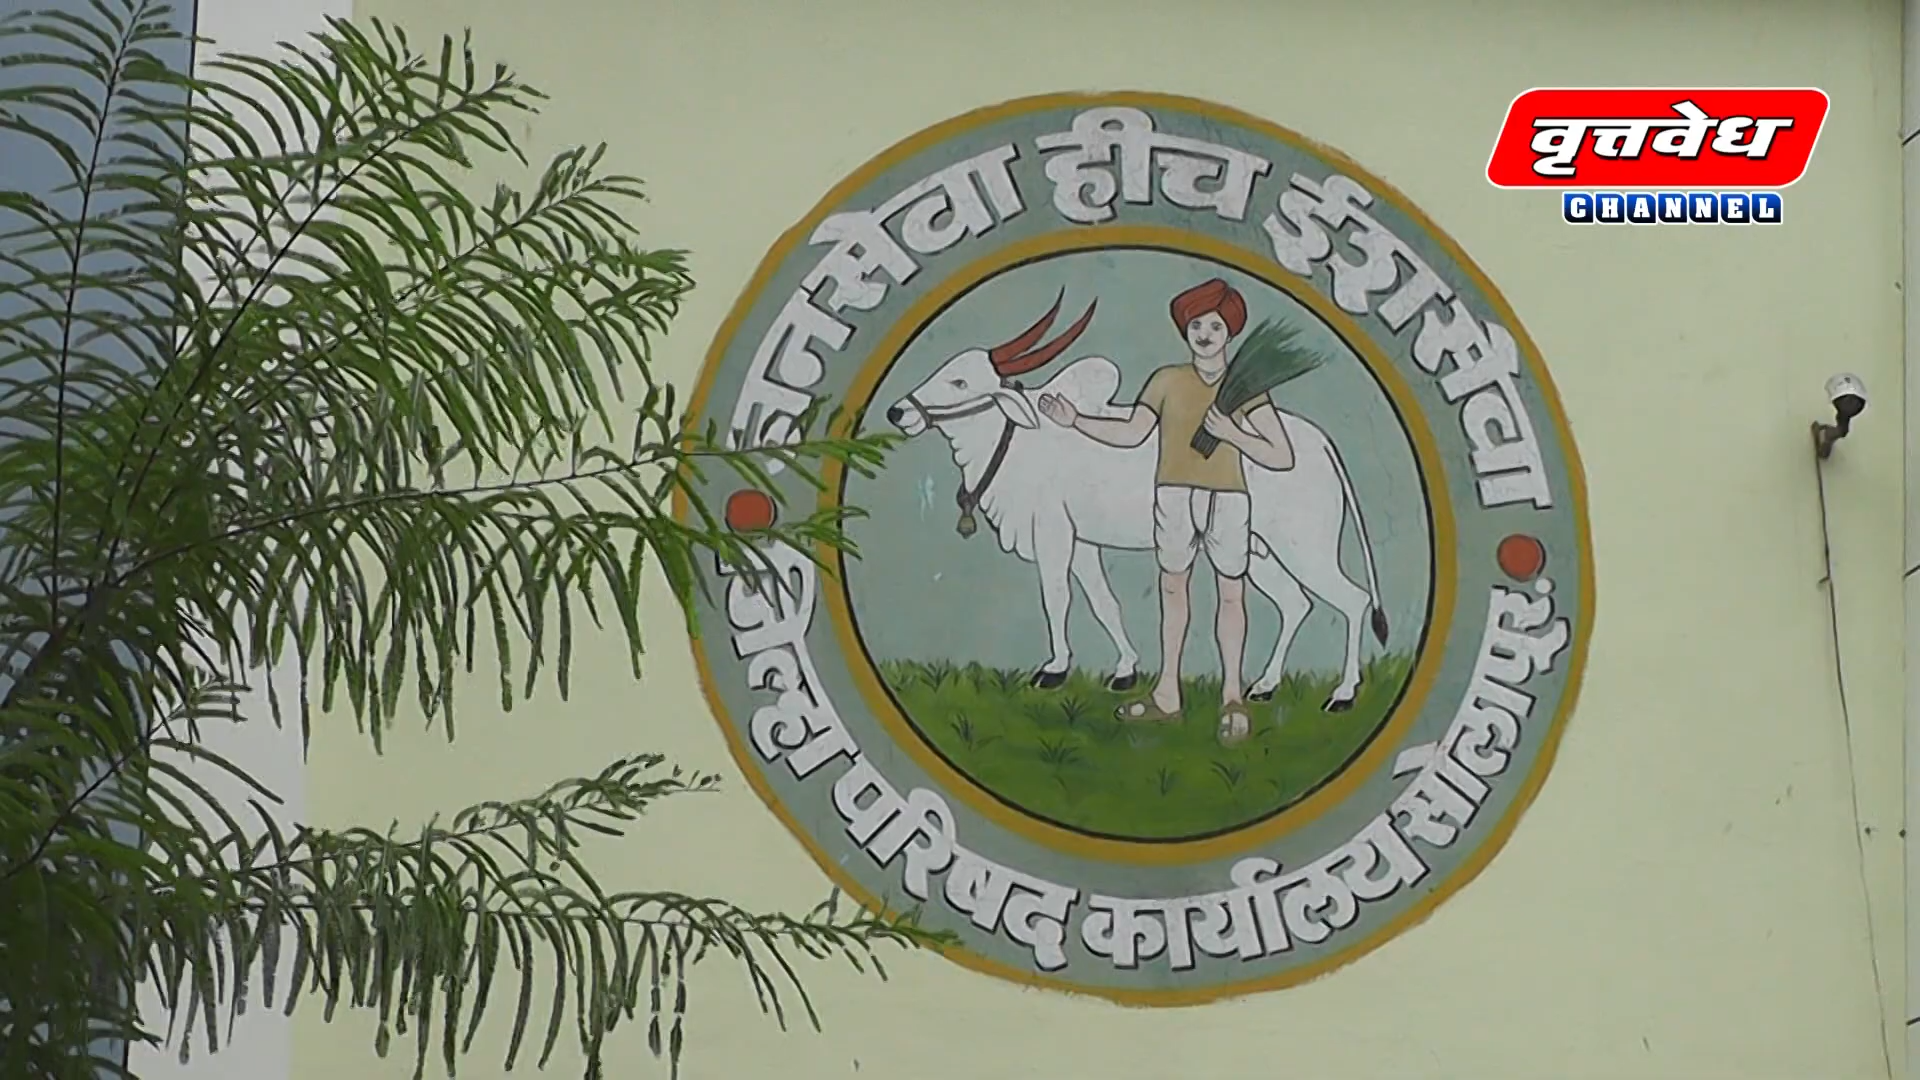 जनसेवा हीच ईशसेवा
जिल्हा परिषद कार्यालय सोलापूर.
वृत्तवेध
CHANNEL